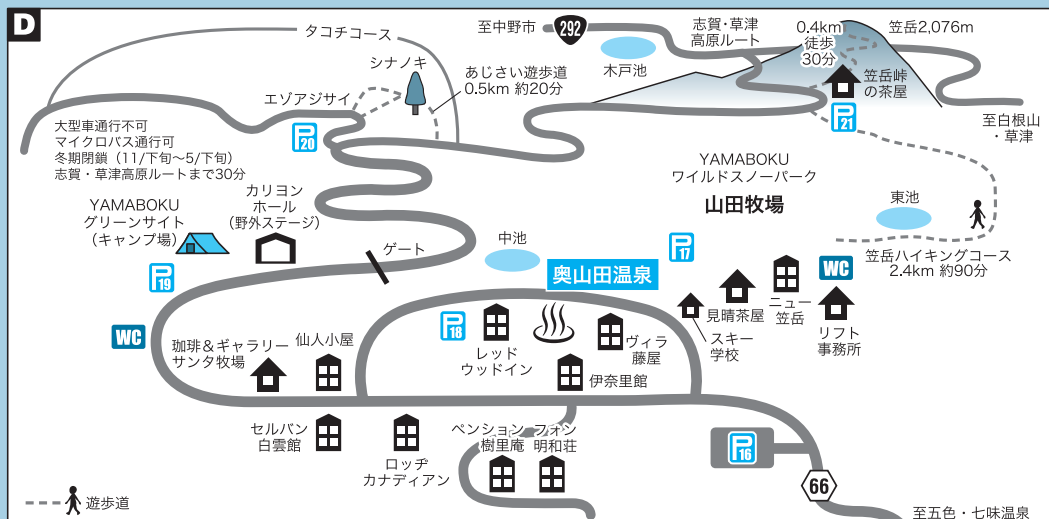 D
タコチコース
シナノキ
エゾアジサイ
あじさい遊歩道
0.5km 約20分
至中野市
292
木戸池
志賀・草津
高原ルート
0.4km
徒歩
30分
笠岳2,076m
笠岳峠
の茶屋
P21
至白根山
・草津
大型車通行不可
マイクロバス通行可
冬期閉鎖（11/下旬〜5/下旬）
志賀・草津高原ルートまで30分
P20
YAMABOKU
グリーンサイト
（キャンプ場）
カリヨン
ホール
（野外ステージ）
ゲート
P19
WC
YAMABOKU
ワイルドスノーパーク
山田牧場
東池
笠岳ハイキングコース
2.4km 約90分
中池
奥山田温泉
P17
WC
P18
レッド
ウッドイン
ヴィラ
藤屋
伊奈里館
スキー
学校
見晴茶屋
ニュー
笠岳
リフト
事務所
珈琲＆ギャラリー
サンタ牧場
仙人小屋
セルバン
白雲館
ロッヂ
カナディアン
ペンション
樹里庵
フォン
明和荘
P16
66
至五色・七味温泉
遊歩道